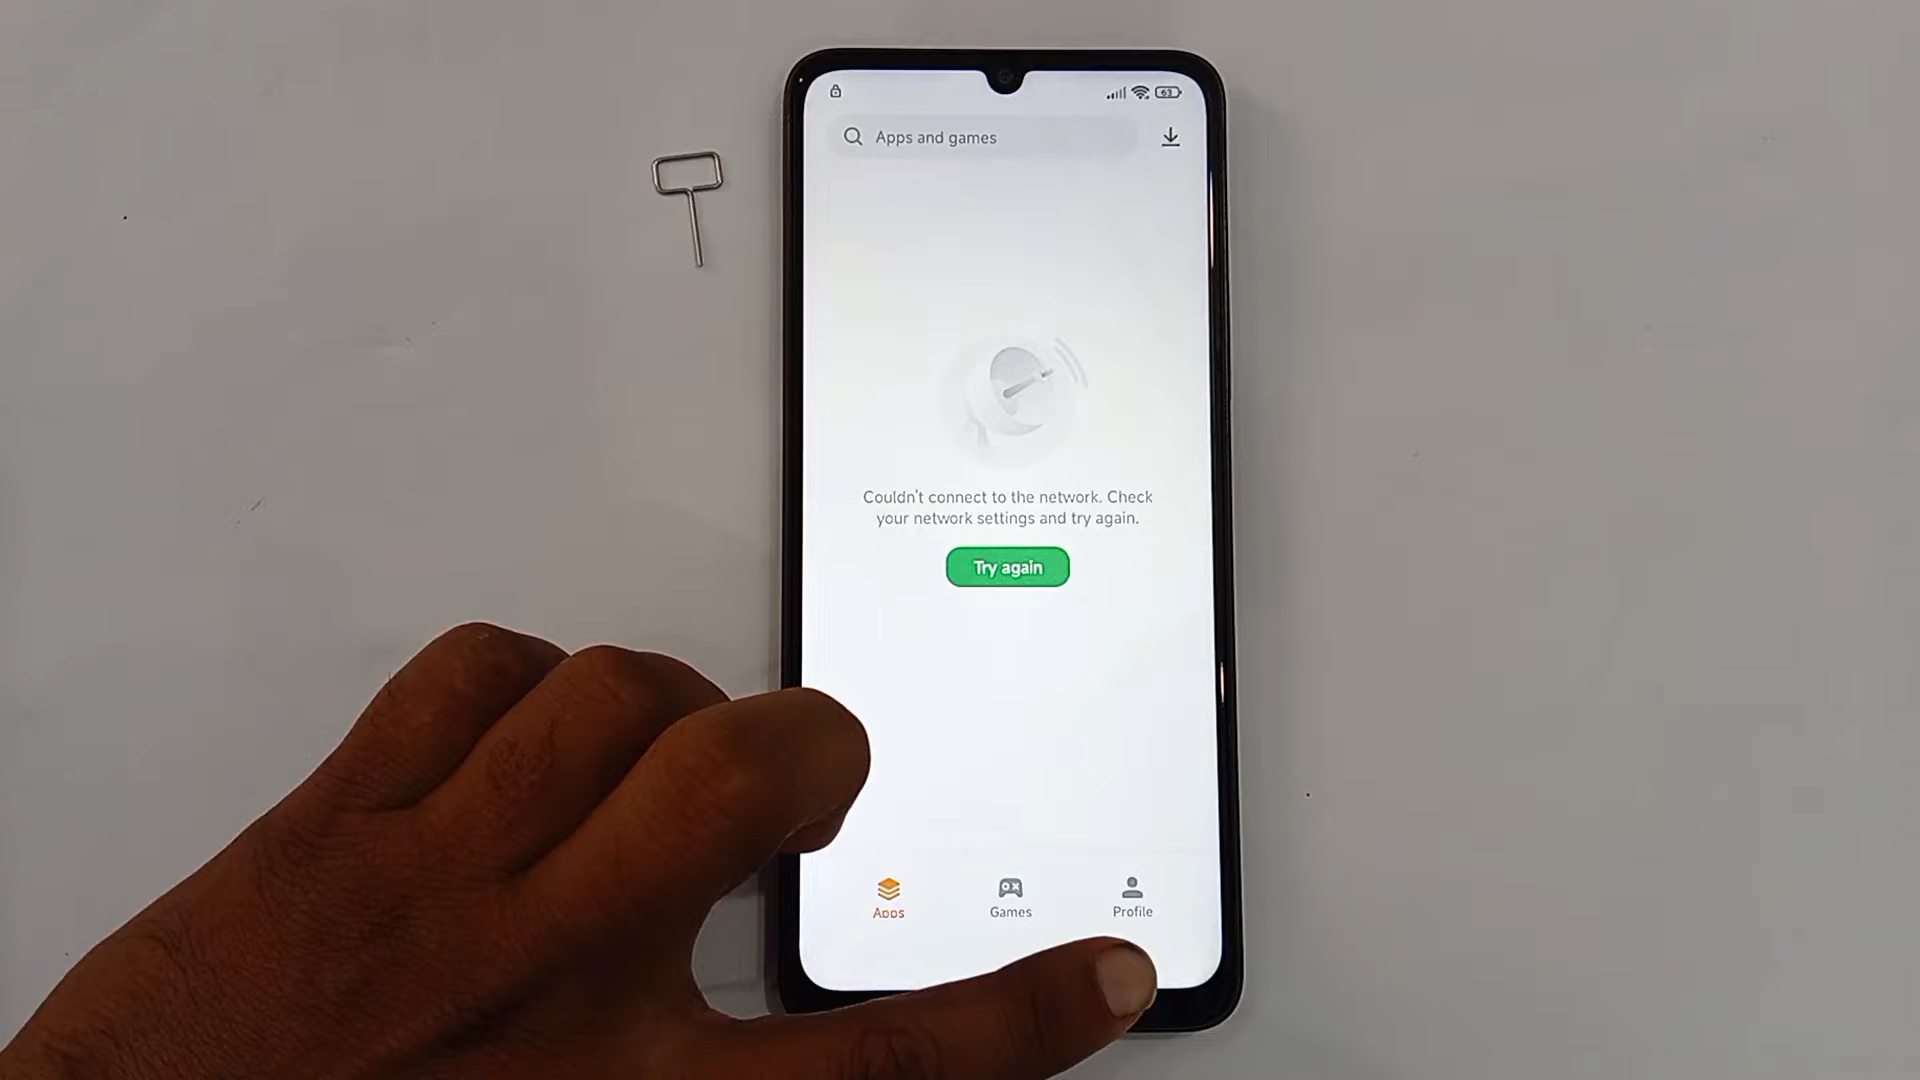 63
Apps and games
Couldn't connect to the network. Check
your network settings and try again.
Try again
Apps
Games
Profile